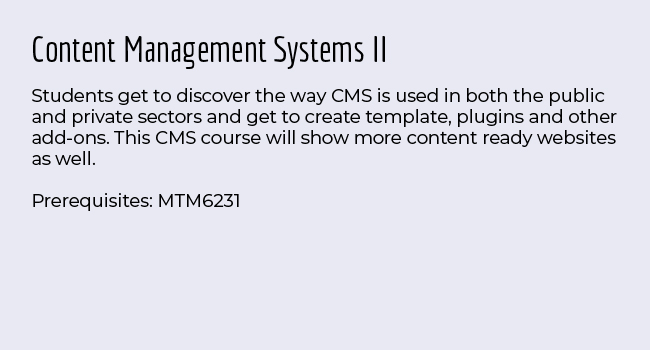 Content Management Systems II
Students get to discover the way CMS is used in both the public
and private sectors and get to create template, plugins and other
add-ons. This CMS course will show more content ready websites
as well.
Prerequisites: MTM6231